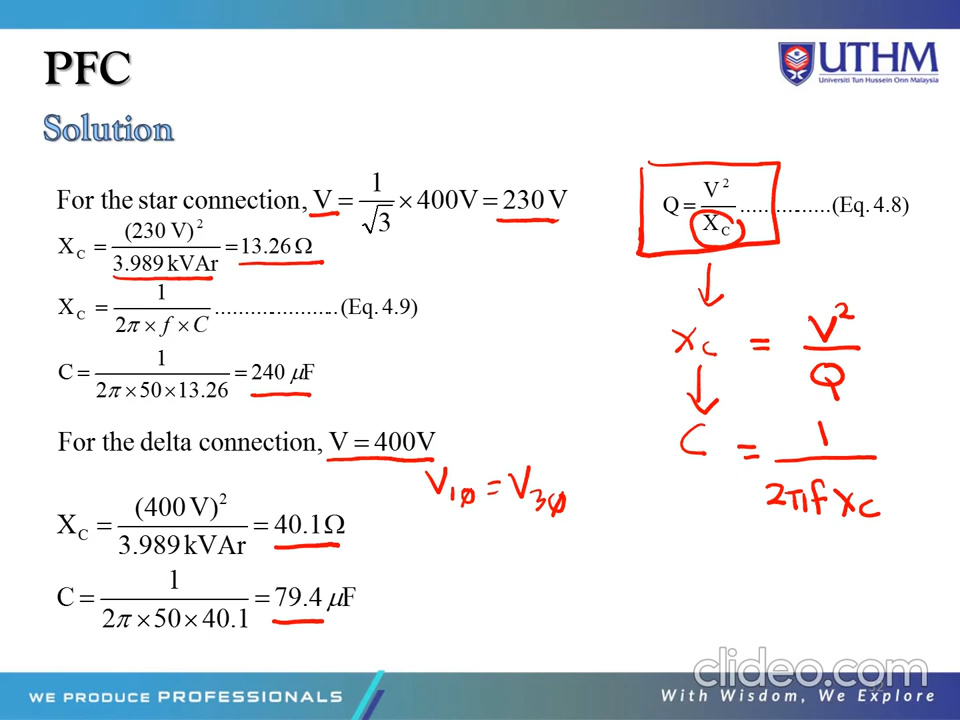 PFC
UTHM
Universiti Tun Hussein Onn Malaysia
Solution
For the star connection, V = 1/√3 × 400V = 230 V
X_C = (230 V)² / 3.989 kVAr = 13.26 Ω
X_C = 1 / 2π × f × C ......................(Eq. 4.9)
C = 1 / 2π × 50 × 13.26 = 240 μF
For the delta connection, V = 400V
V1ø = V3ø
X_C = (400 V)² / 3.989 kVAr = 40.1Ω
C = 1 / 2π × 50 × 40.1 = 79.4 μF
Q = V² / X_C ................(Eq. 4.8)
X_C = V² / Q
C = 1 / 2πf X_C
clideo.com
WE PRODUCE PROFESSIONALS
With Wisdom, We Explore